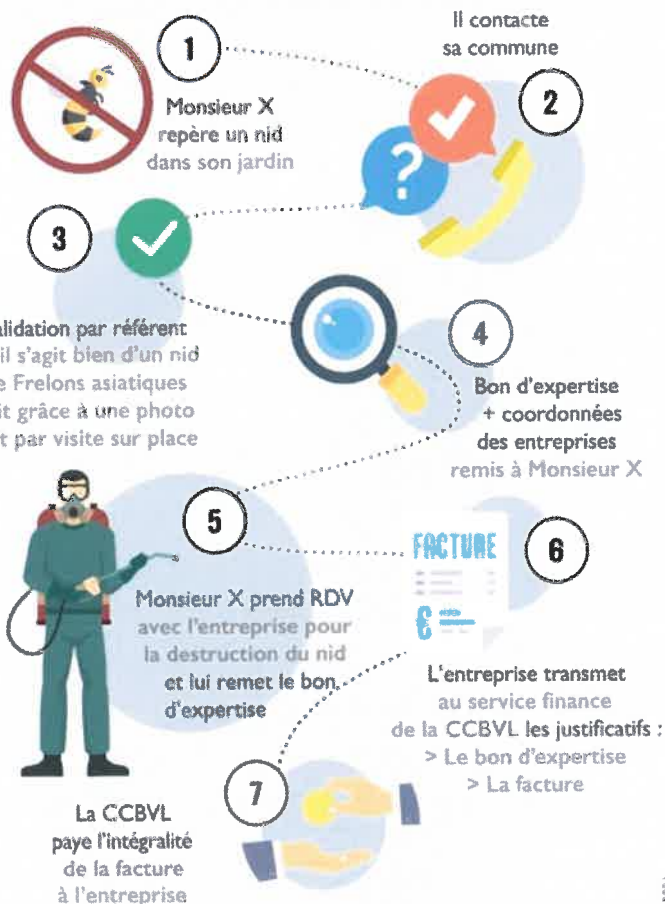 1
Monsieur X
repère un nid
dans son jardin
Il contacte
sa commune
2
?
3
alidation par référent
il s'agit bien d'un nid
e Frelons asiatiques
it grâce à une photo
t par visite sur place
4
Bon d'expertise
+ coordonnées
des entreprises
remis à Monsieur X
5
Monsieur X prend RDV
avec l'entreprise pour
la destruction du nid
et lui remet le bon
d'expertise
FACTURE
€
6
L'entreprise transmet
au service finance
de la CCBVL les justificatifs :
> Le bon d'expertise
> La facture
7
La CCBVL
paye l'intégralité
de la facture
à l'entreprise